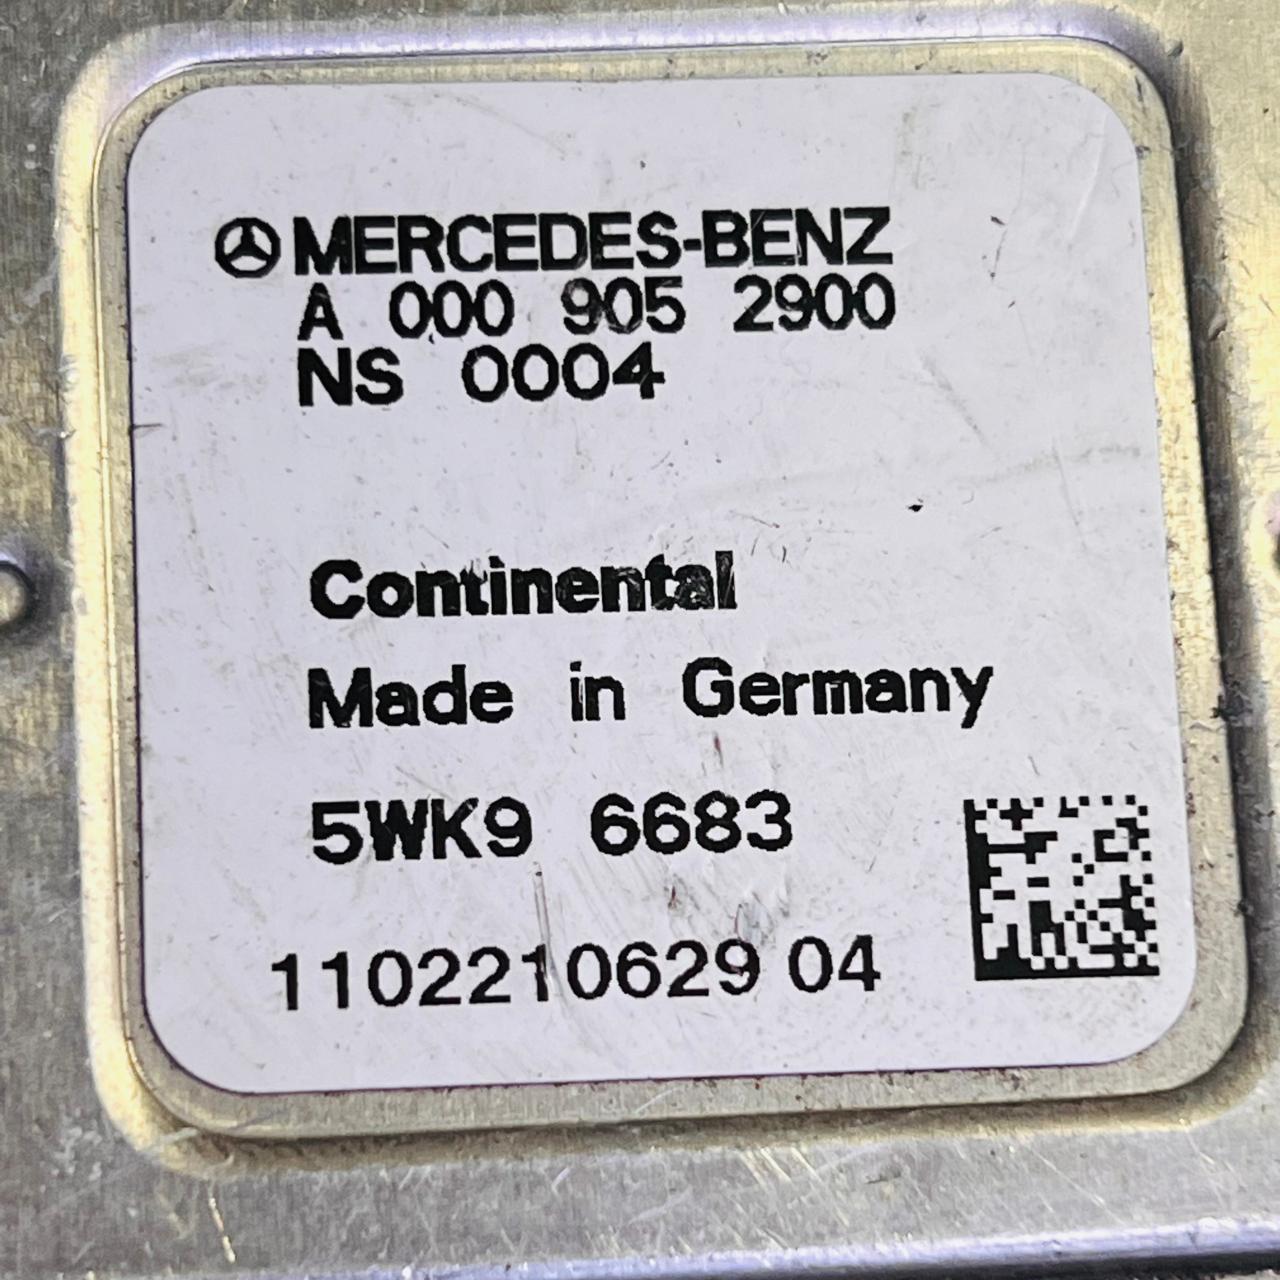 MERCEDES-BENZ
A 000 905 2900
NS 0004
Continental
Made in Germany
5WK9 6683
1102210629 04